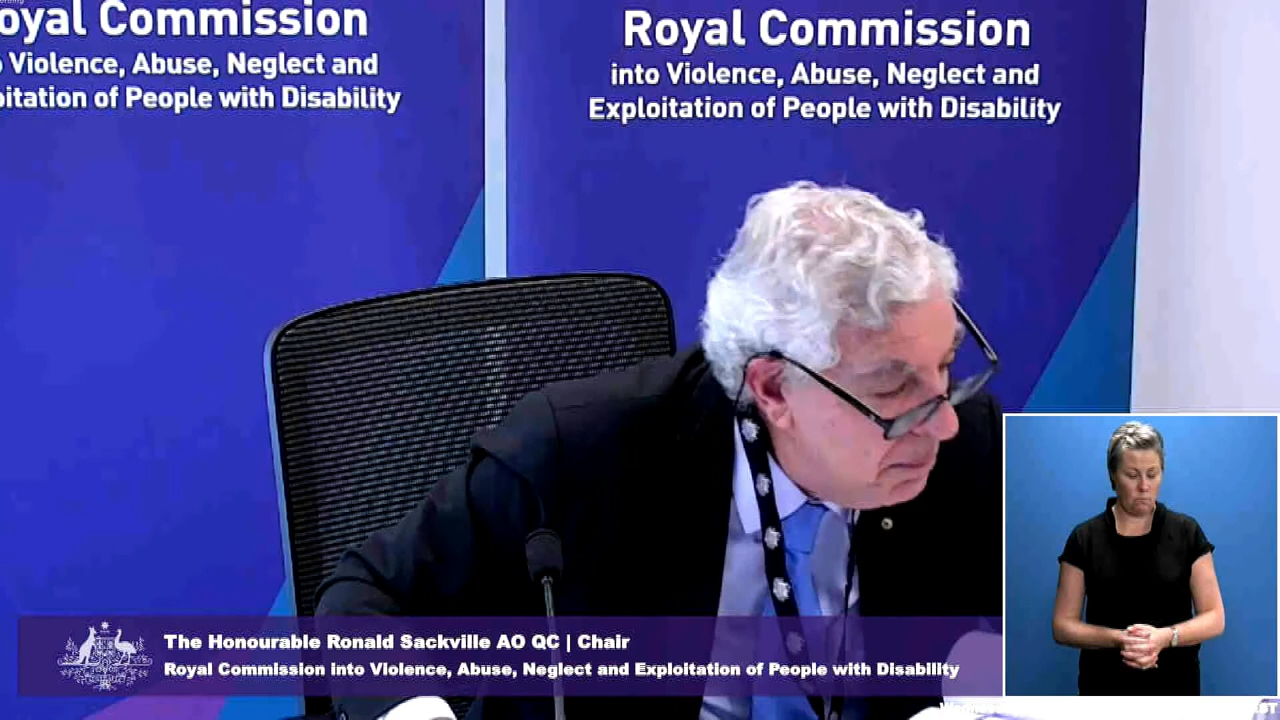 oyal Commission
Violence, Abuse, Neglect and
of People with Disability
Royal Commission
into Violence, Abuse, Neglect and
Exploitation of People with Disability
The Honourable Ronald Sackville AO QC | Chair
Royal Commission into Violence, Abuse, Neglect and Exploitation of People with Disability